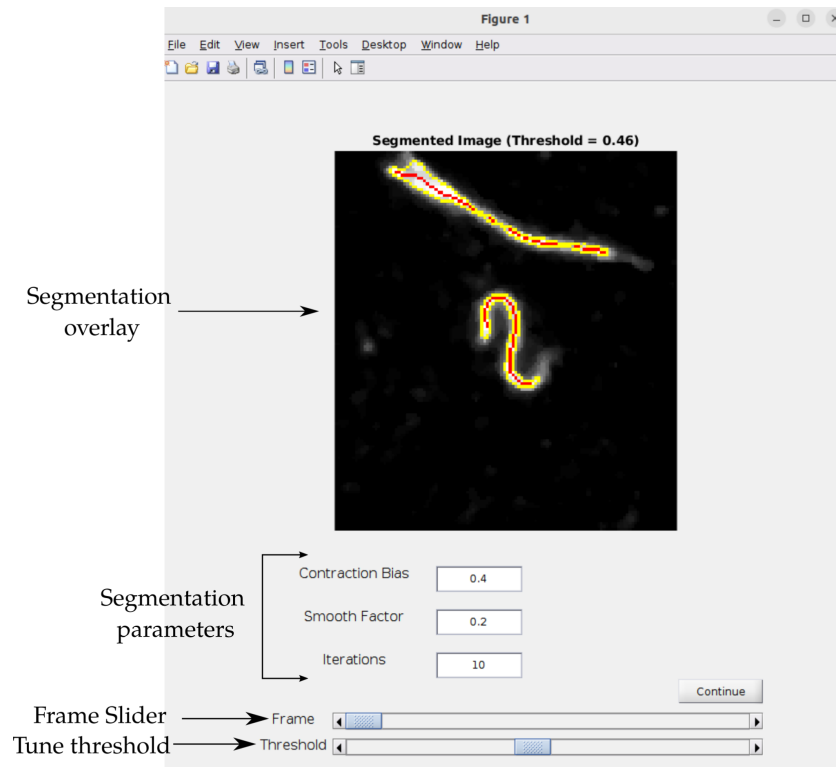 Figure 1
File Edit View Insert Tools Desktop Window Help
Segmented Image (Threshold = 0.46)
Segmentation
overlay
Contraction Bias 0.4
Smooth Factor 0.2
Iterations 10
Segmentation
parameters
Continue
Frame Slider Frame
Tune threshold Threshold